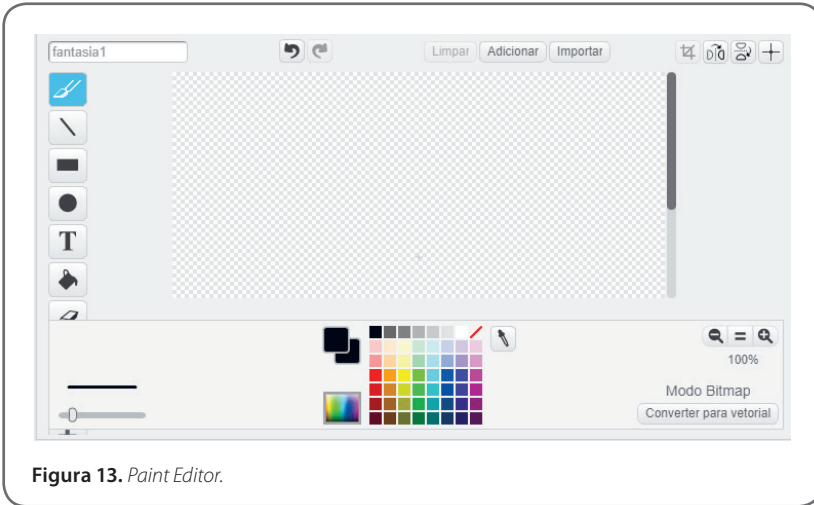 fantasia1
Limpar Adicionar Importar
T
100%
Modo Bitmap
Converter para vetorial
Figura 13. Paint Editor.